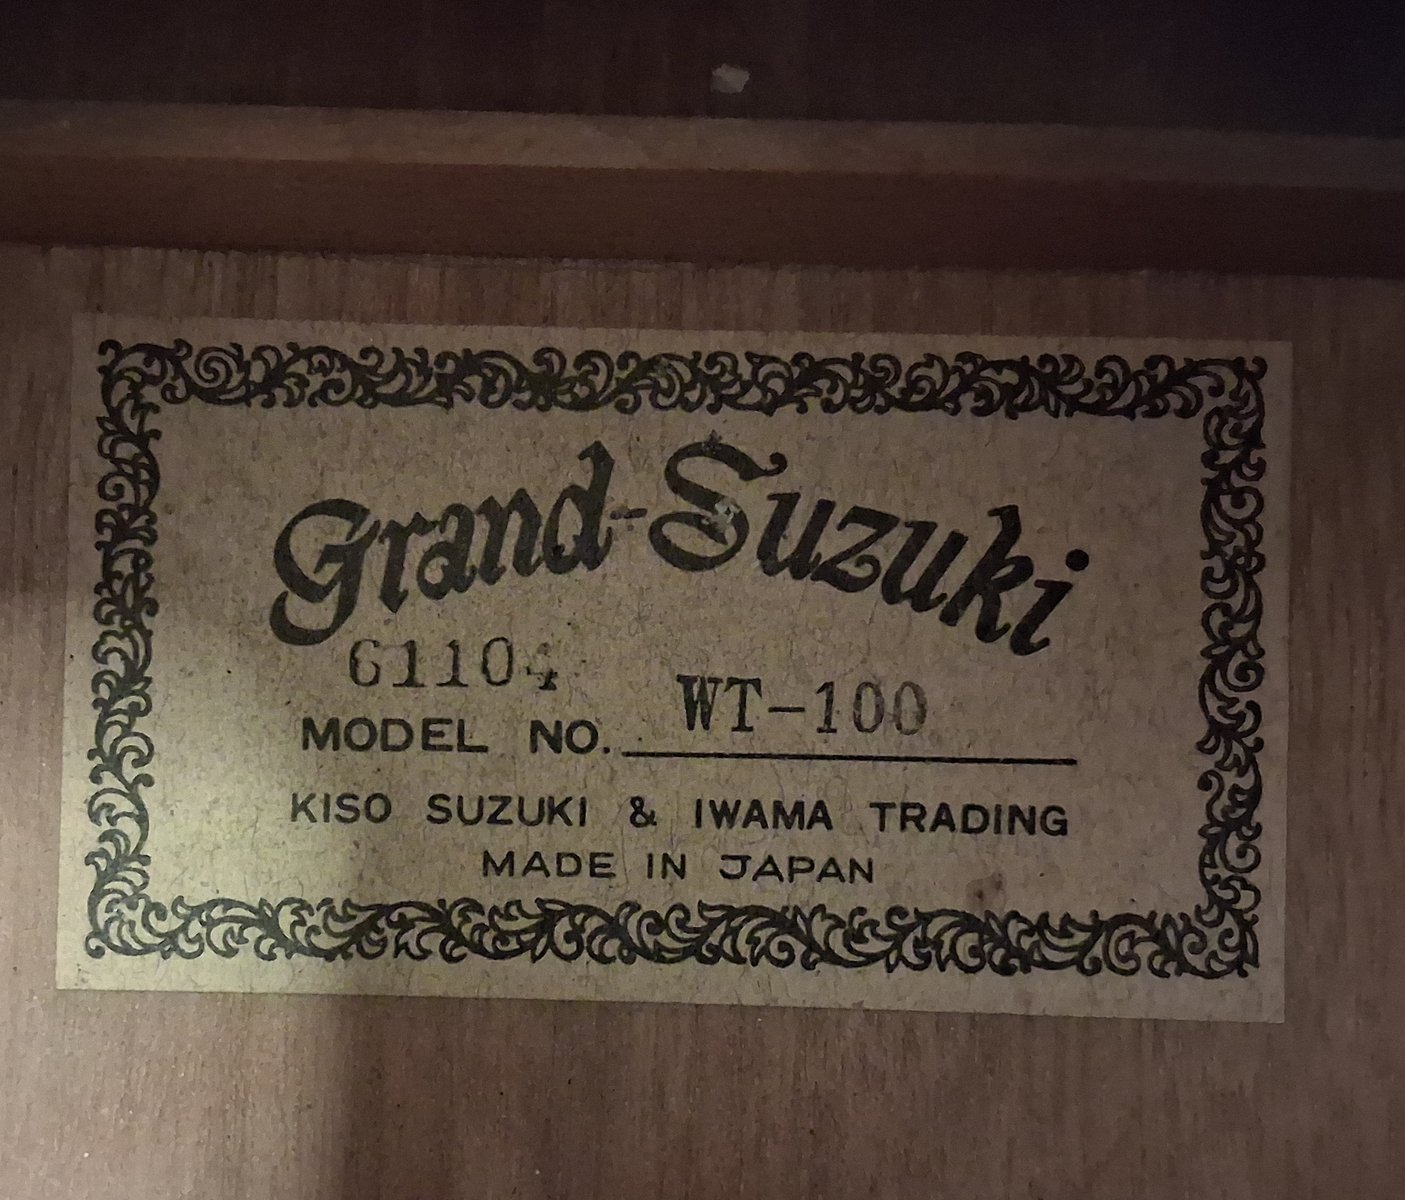 Grand-Suzuki
61104
MODEL NO. WT-100
KISO SUZUKI & IWAMA TRADING
MADE IN JAPAN